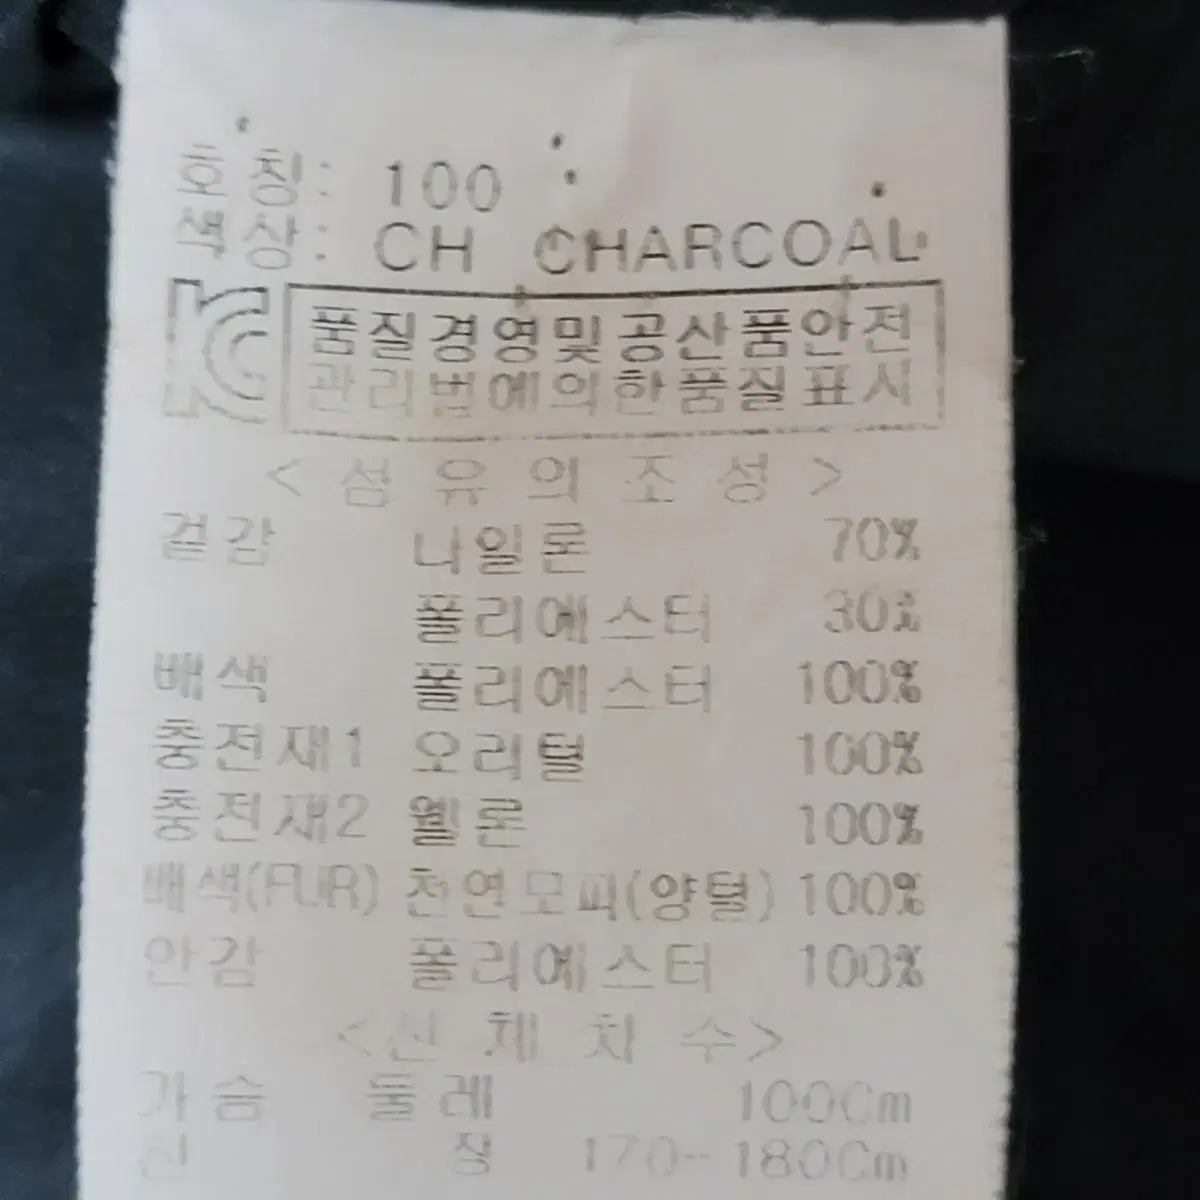 호칭: 100
색상: CH CHARCOAL
품질경영및공산품안전
관리법에의한품질표시
<섬유의조성>
겉감 나일론 70%
폴리에스터 30%
배색 폴리에스터 100%
충전재1 오리털 100%
충전재2 웰론 100%
배색(FUR) 천연모피(양털) 100%
안감 폴리에스터 100%
<신체치수>
가슴둘레 100Cm
신장 170-180Cm